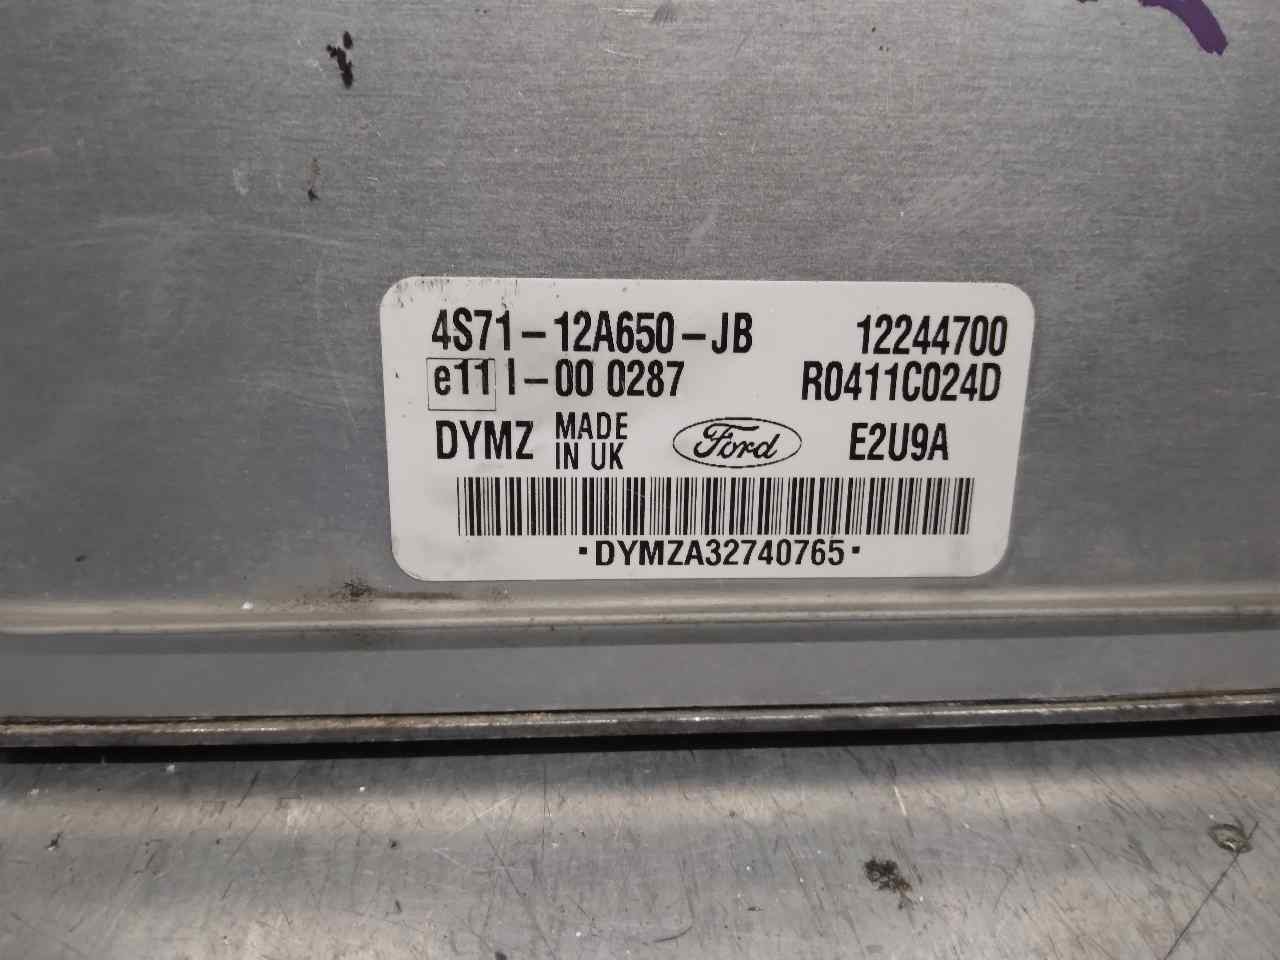 4S71-12A650-JB 12244700
e11 I-00 0287 R0411C024D
DYMZ MADE IN UK Ford E2U9A
·DYMZA32740765·